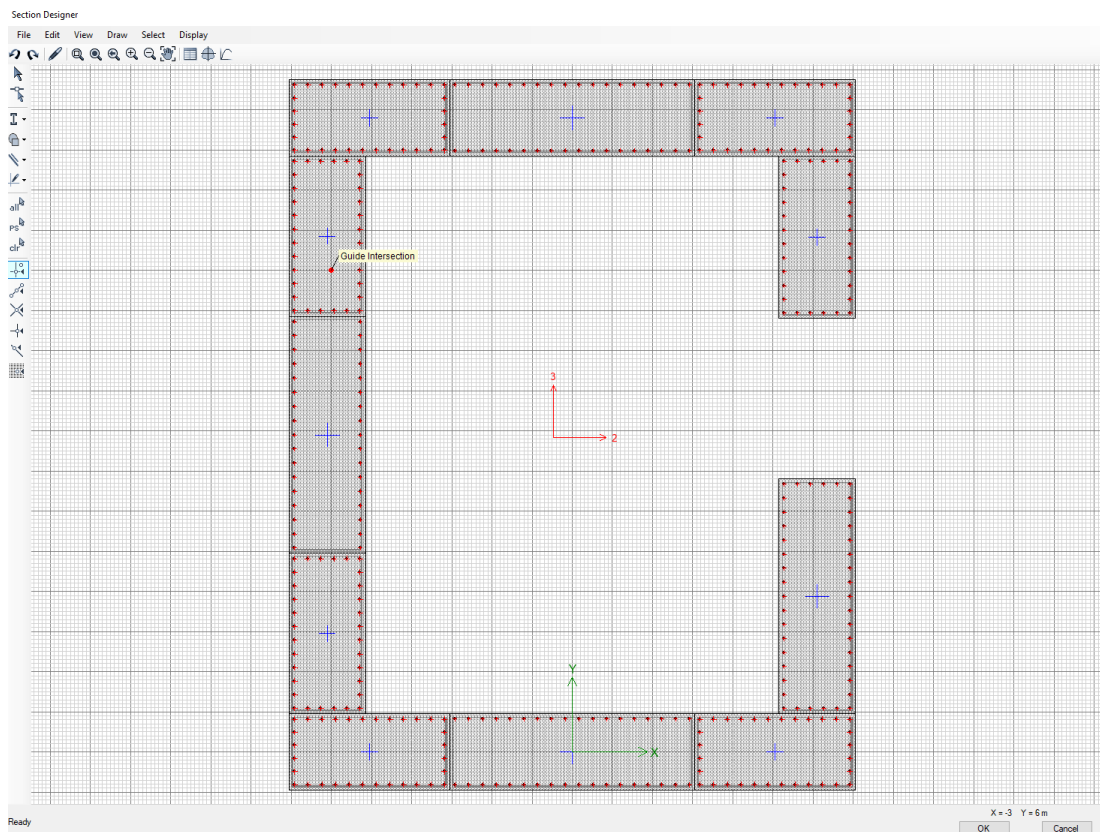 Section Designer
File Edit View Draw Select Display
all
PS
clr
Guide Intersection
3
2
Y
X
X = -3 Y = 6 m
Ready
OK Cancel